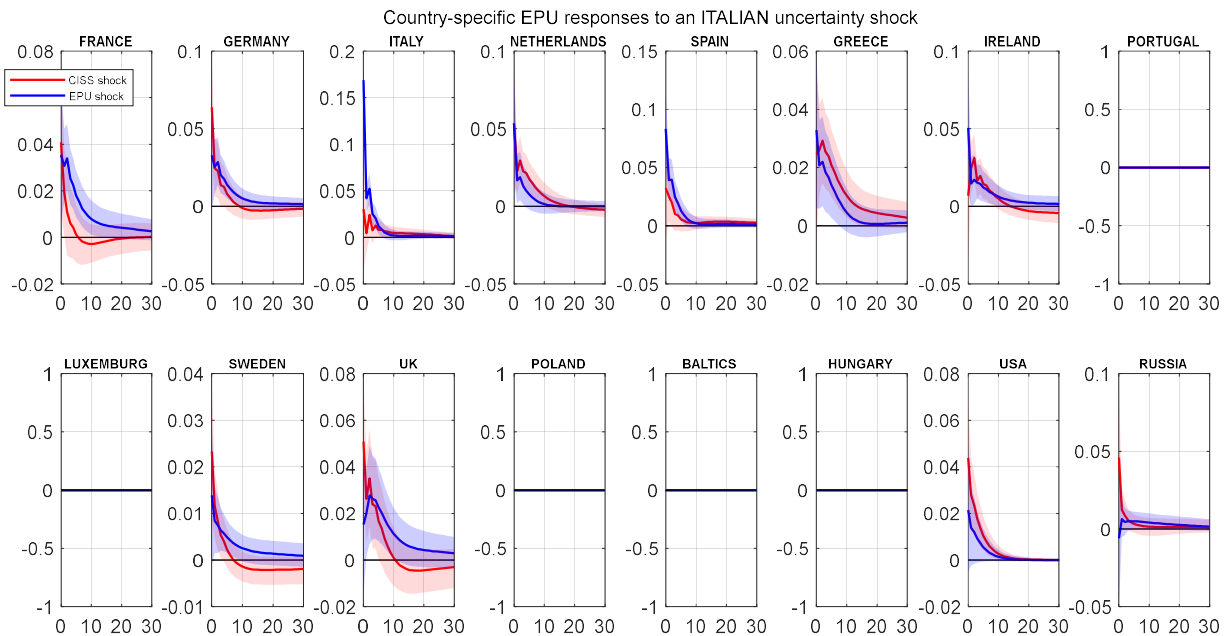 Country-specific EPU responses to an ITALIAN uncertainty shock
FRANCE GERMANY ITALY NETHERLANDS SPAIN GREECE IRELAND PORTUGAL
CISS shock
EPU shock
0.08 0.1 0.2 0.1 0.15 0.06 0.1 1
0.06 0.15 0.1 0.04 0.5
0.04 0.05 0.1 0.05 0.05 0.02 0.05 0
0.02 0 0.05 0 0 0 0 -0.5
0 0
-0.02 -0.05 -0.05 -0.05 -0.05 -0.02 -0.05 -1
0 10 20 30 0 10 20 30 0 10 20 30 0 10 20 30 0 10 20 30 0 10 20 30 0 10 20 30 0 10 20 30
LUXEMBURG SWEDEN UK POLAND BALTICS HUNGARY USA RUSSIA
1 0.04 0.08 1 1 1 0.08 0.1
0.5 0.03 0.06 0.5 0.5 0.5 0.06 0.05
0 0.02 0.04 0 0 0 0.04 0
-0.5 0.01 0.02 -0.5 -0.5 -0.5 0.02
0 0 0
-1 -0.01 -0.02 -1 -1 -1 -0.02 -0.05
0 10 20 30 0 10 20 30 0 10 20 30 0 10 20 30 0 10 20 30 0 10 20 30 0 10 20 30 0 10 20 30